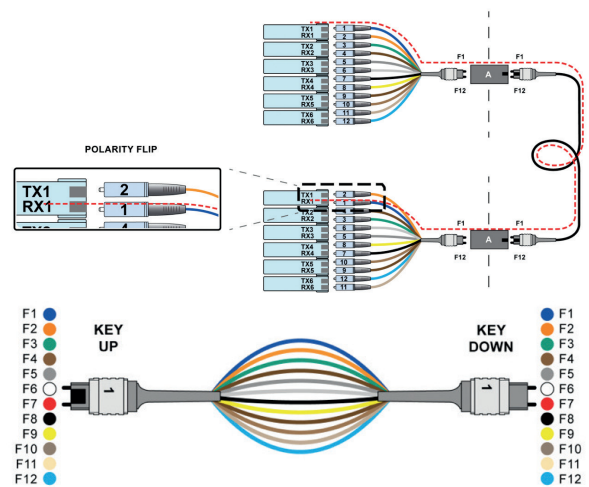 TX1 1
RX1 2
TX2 3
RX2 4
TX3 5
RX3 6
TX4 7
RX4 8
TX5 9
RX5 10
TX6 11
RX6 12
F1 F1
A
F12 F12
POLARITY FLIP
TX1 2
RX1 1
TX1 2
RX1 1
TX2
RX2 3
TX3 6
RX3 5
TX4 8
RX4 7
TX5 10
RX5 9
TX6 12
RX6 11
F1 F1
A
F12 F12
F1
F2
F3
F4
F5
F6
F7
F8
F9
F10
F11
F12
KEY
UP
1
KEY
DOWN
1
F1
F2
F3
F4
F5
F6
F7
F8
F9
F10
F11
F12